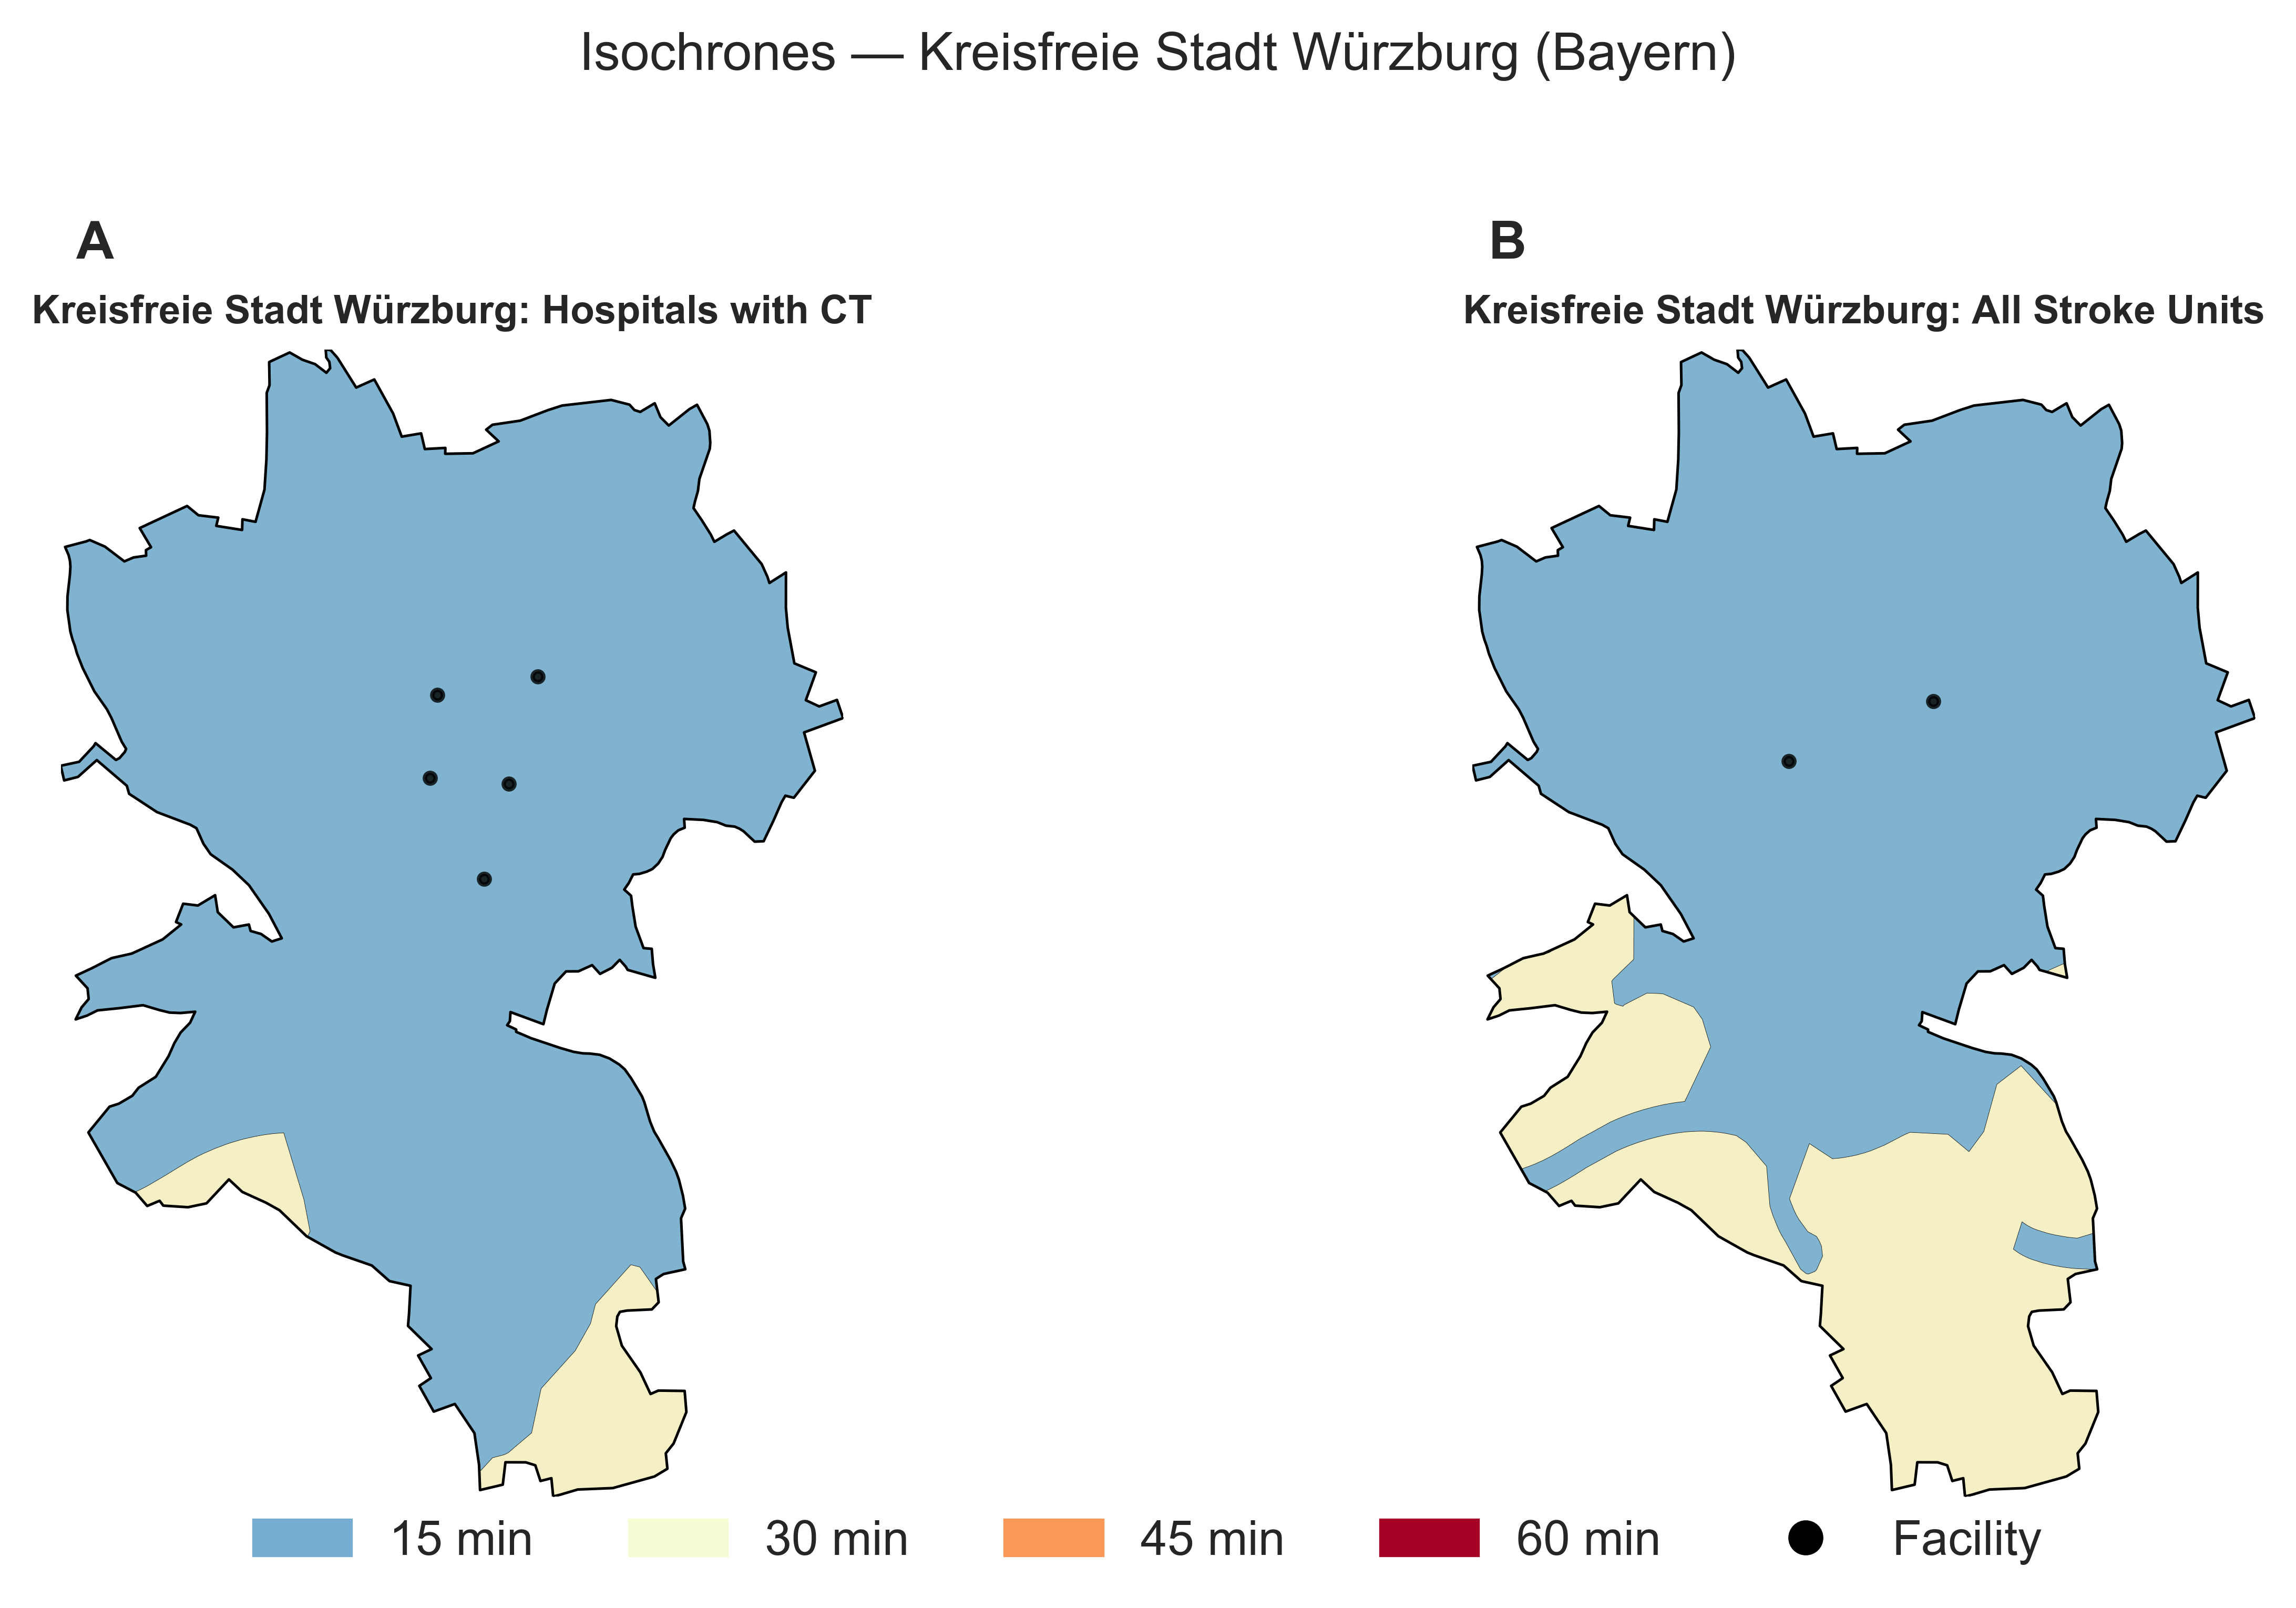 Isochrones — Kreisfreie Stadt Würzburg (Bayern)
A
Kreisfreie Stadt Würzburg: Hospitals with CT
B
Kreisfreie Stadt Würzburg: All Stroke Units
15 min
30 min
45 min
60 min
Facility